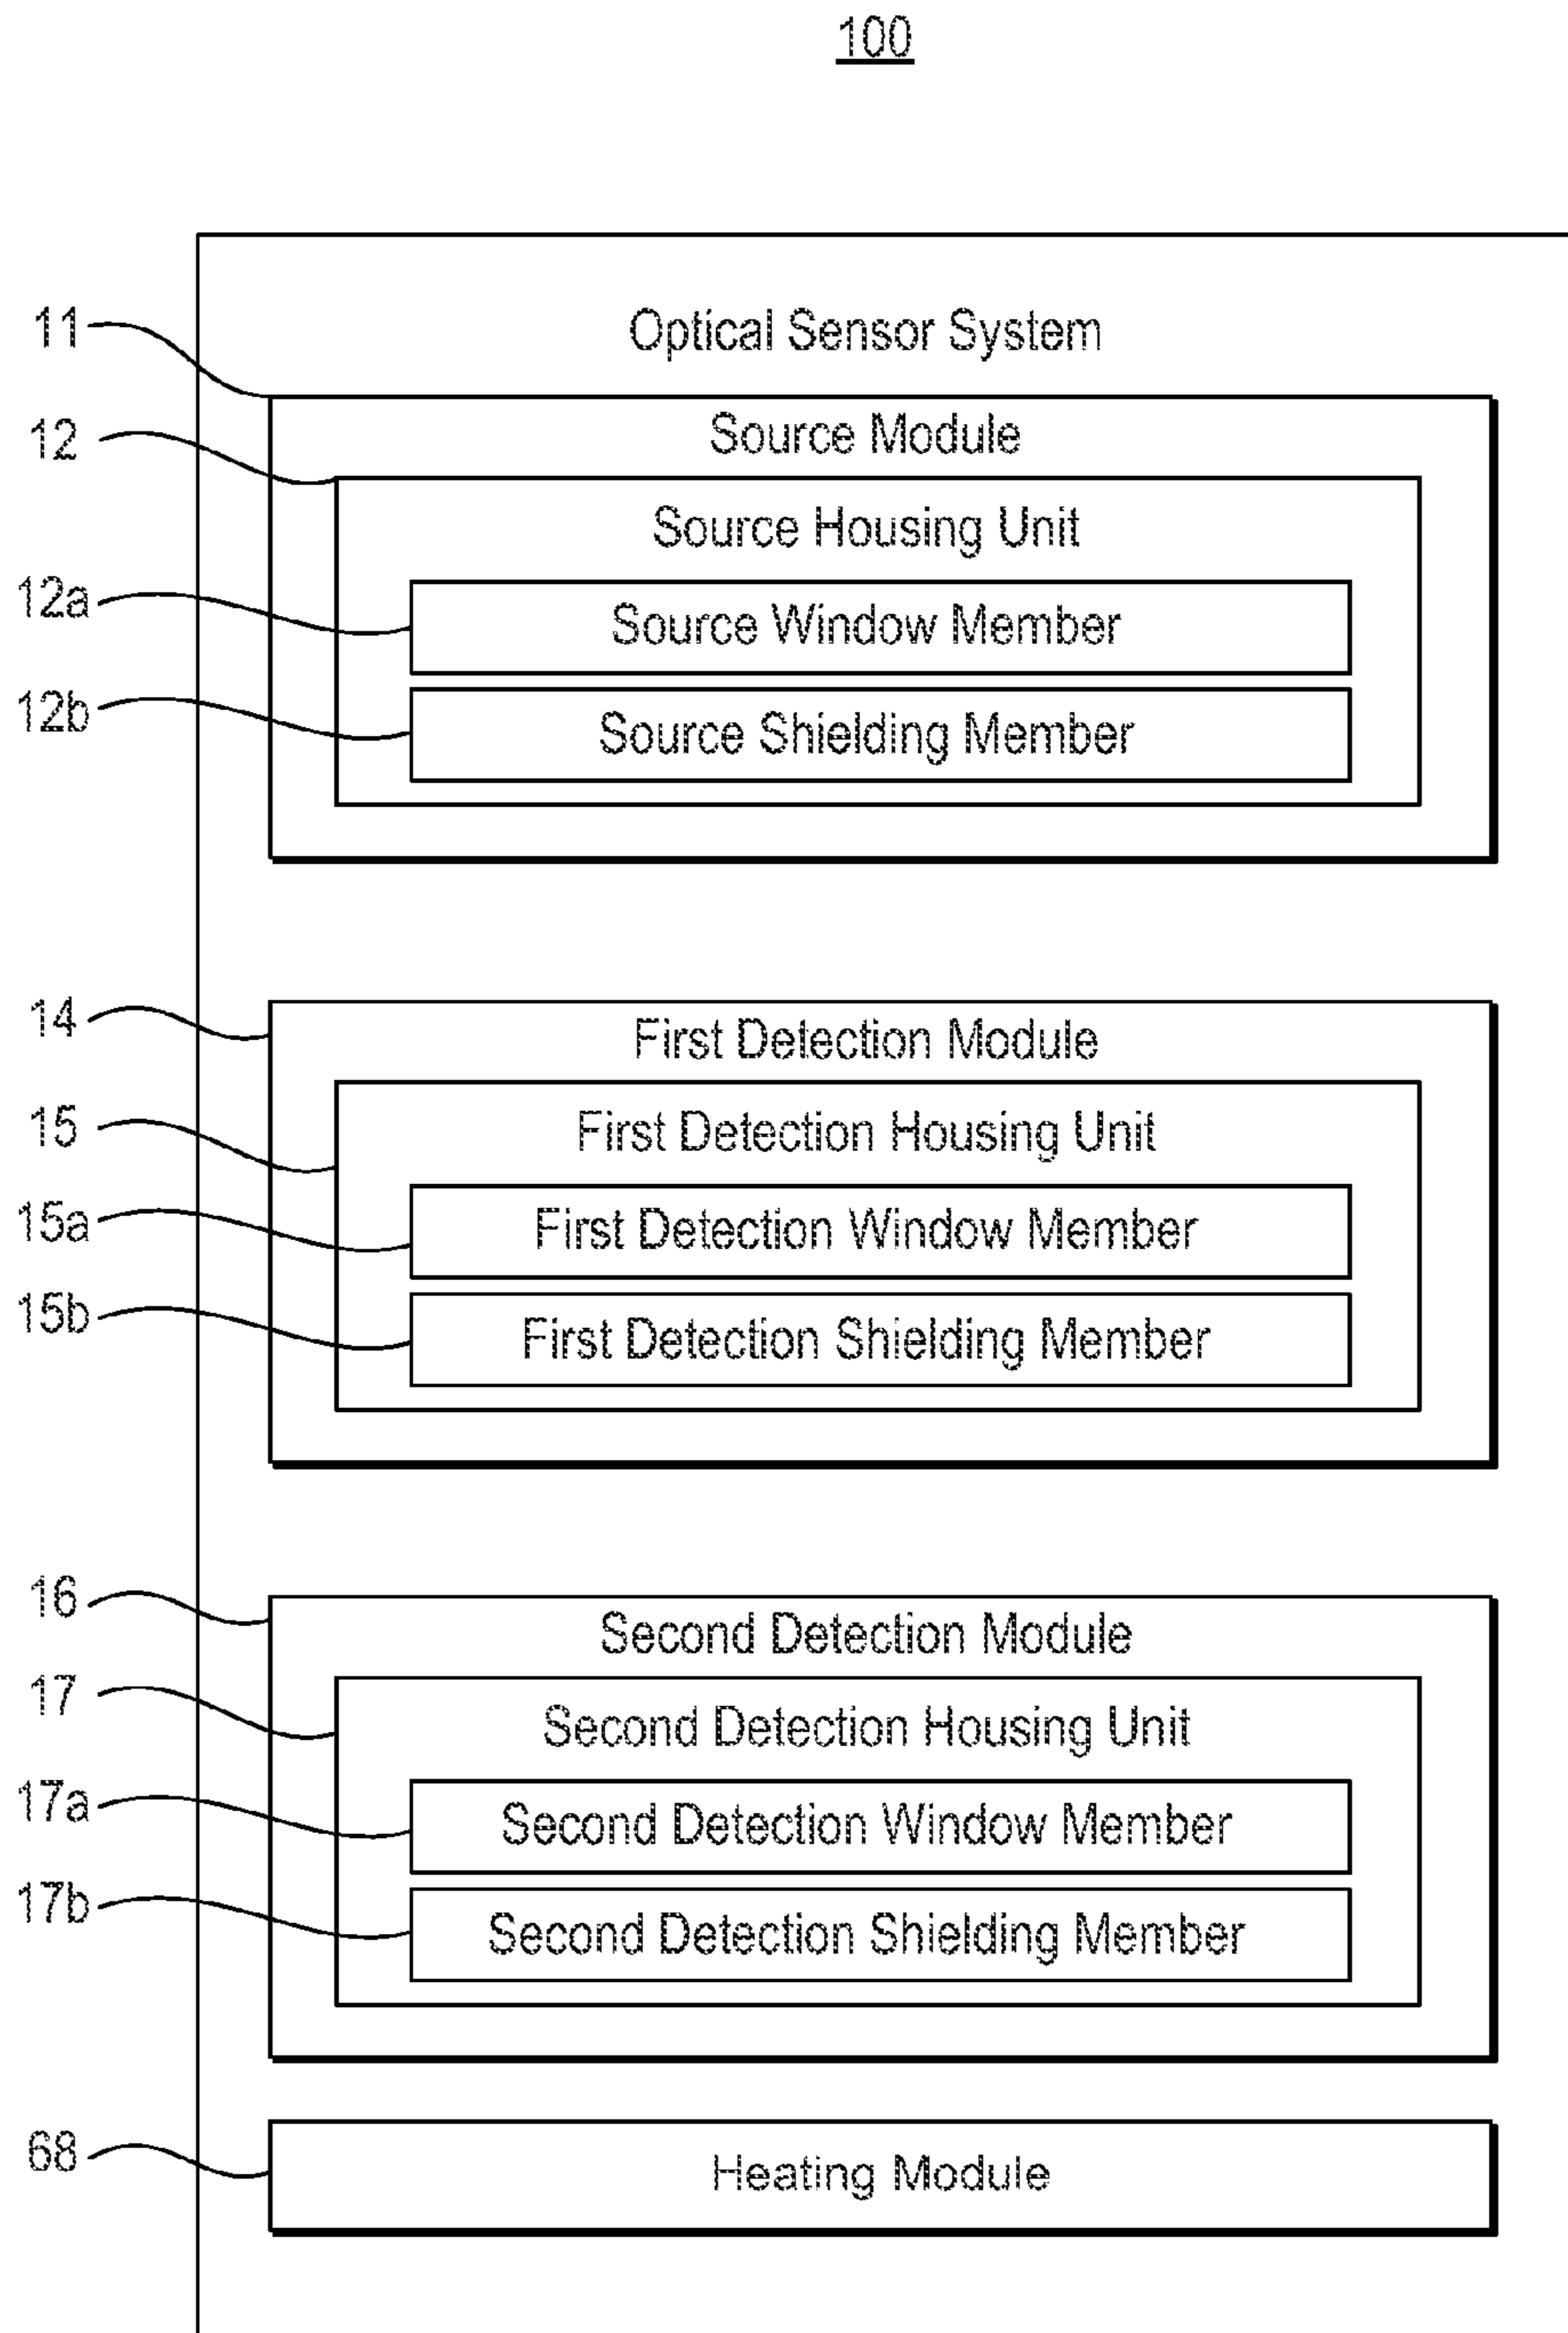 100
Optical Sensor System
11
Source Module
12
Source Housing Unit
12a
Source Window Member
12b
Source Shielding Member
14
First Detection Module
15
First Detection Housing Unit
15a
First Detection Window Member
15b
First Detection Shielding Member
16
Second Detection Module
17
Second Detection Housing Unit
17a
Second Detection Window Member
17b
Second Detection Shielding Member
68
Heating Module